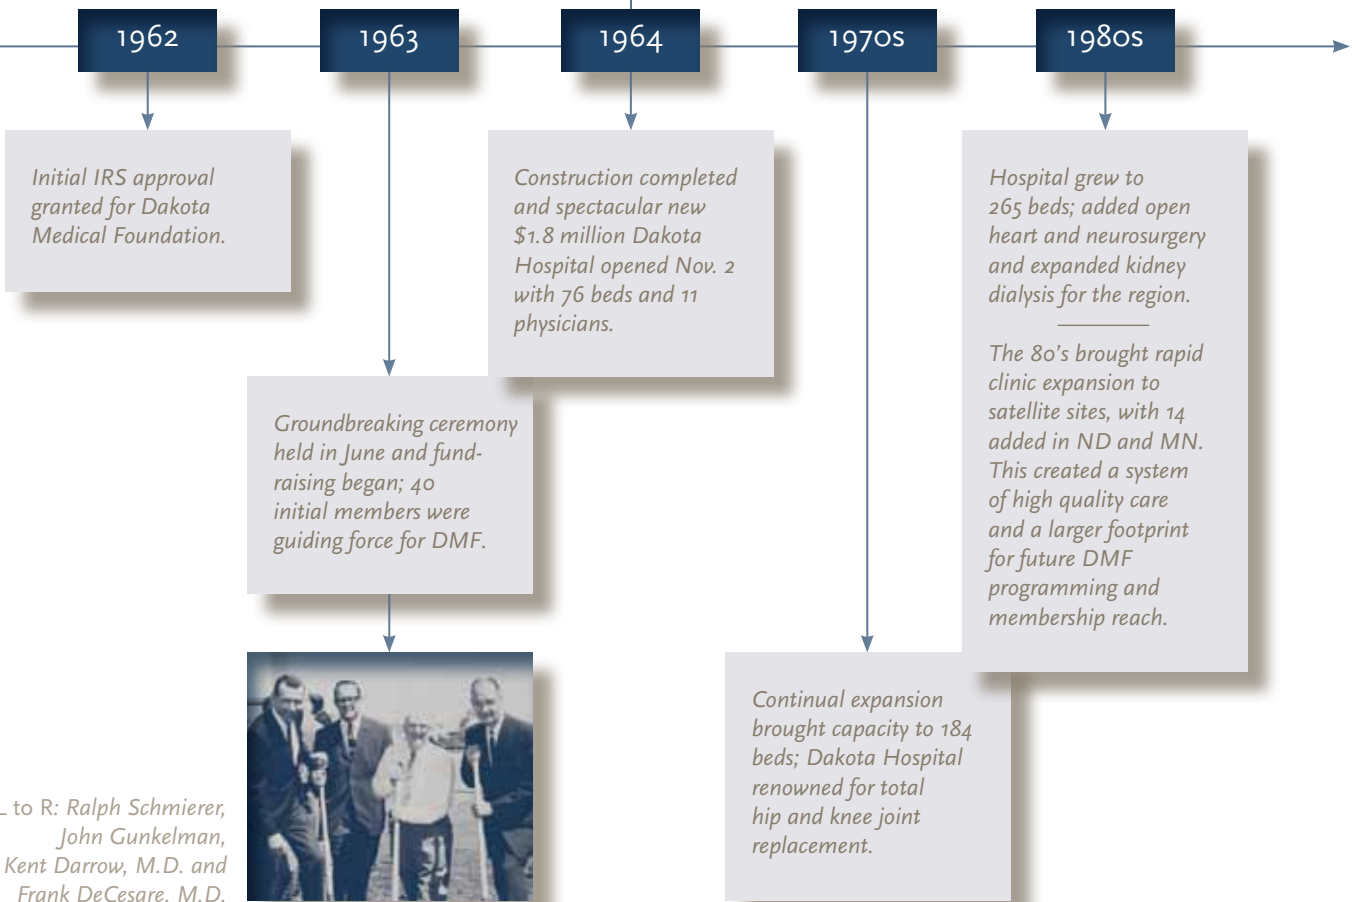 1962
1963
1964
1970s
1980s
Initial IRS approval
granted for Dakota
Medical Foundation.
Groundbreaking ceremony
held in June and fund-
raising began; 40
initial members were
guiding force for DMF.
L to R: Ralph Schmierer,
John Gunkelman,
Kent Darrow, M.D. and
Frank DeCesare, M.D.
Construction completed
and spectacular new
$1.8 million Dakota
Hospital opened Nov. 2
with 76 beds and 11
physicians.
Continual expansion
brought capacity to 184
beds; Dakota Hospital
renowned for total
hip and knee joint
replacement.
Hospital grew to
265 beds; added open
heart and neurosurgery
and expanded kidney
dialysis for the region.
The 80's brought rapid
clinic expansion to
satellite sites, with 14
added in ND and MN.
This created a system
of high quality care
and a larger footprint
for future DMF
programming and
membership reach.